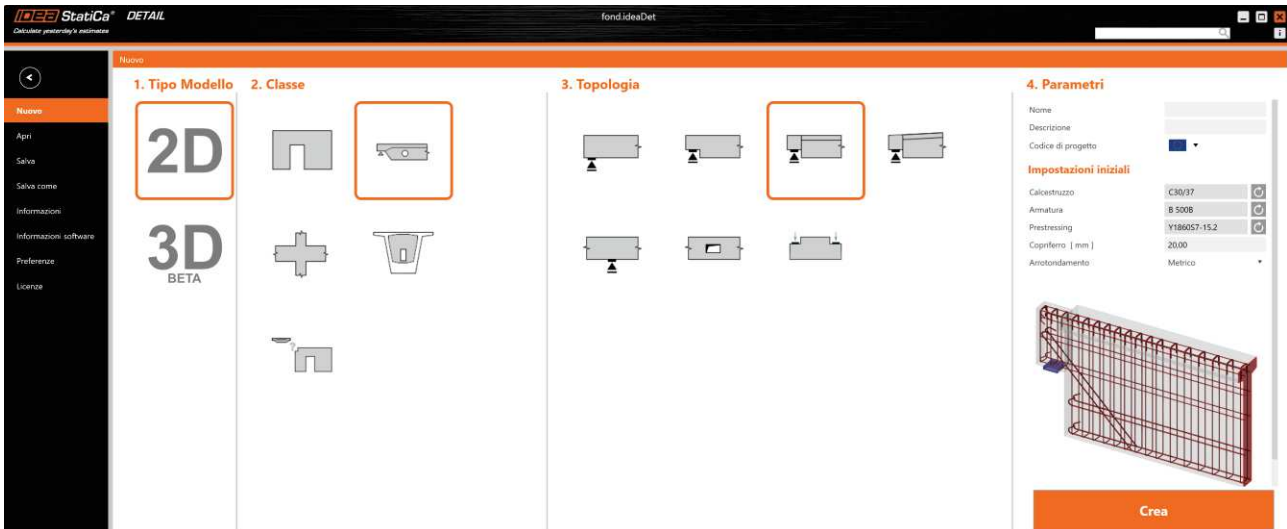 IDEA StatiCa® DETAIL
Calculate yesterday's estimates
fond.ideaDet
Nuovo
Nuovo
Apri
Salva
Salva come
Informazioni
Informazioni software
Preferenze
Licenze
1. Tipo Modello
2D
3D
BETA
2. Classe
?
3. Topologia
4. Parametri
Nome
Descrizione
Codice di progetto
Impostazioni iniziali
Calcestruzzo C30/37
Armatura B 500B
Prestressing Y1860S7-15.2
Copriferro [ mm ] 20,00
Arrotondamento Metrico
Crea